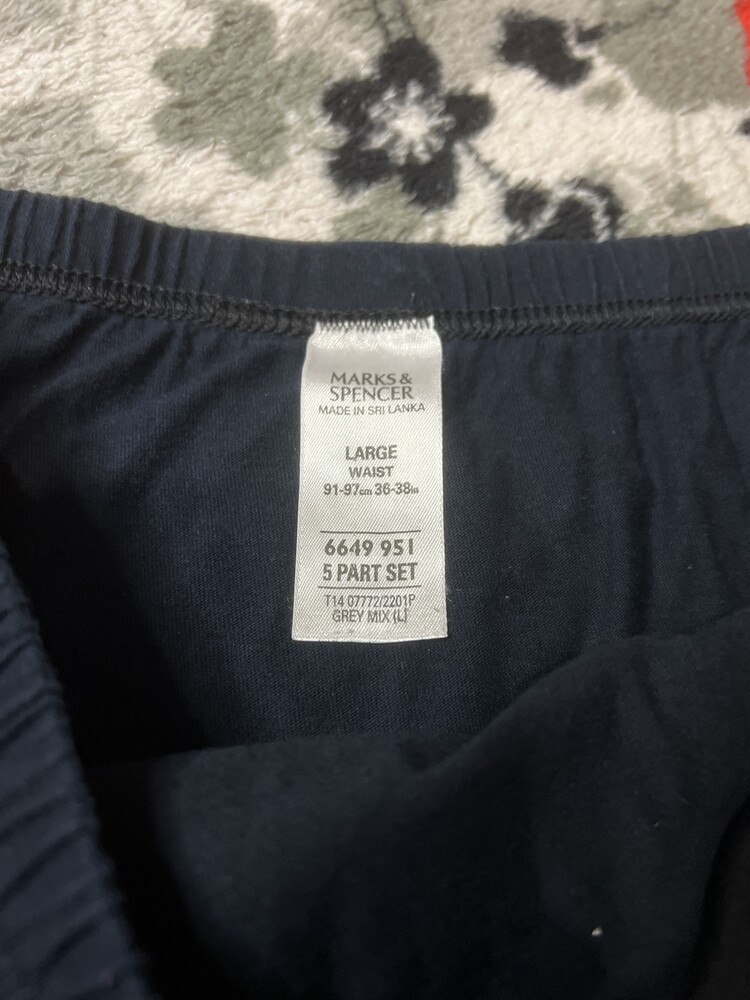 MARKS &
SPENCER
MADE IN SRI LANKA
LARGE
WAIST
91-97cm 36-38in
6649 951
5 PART SET
T14 07772/2201P
GREY MIX (L)